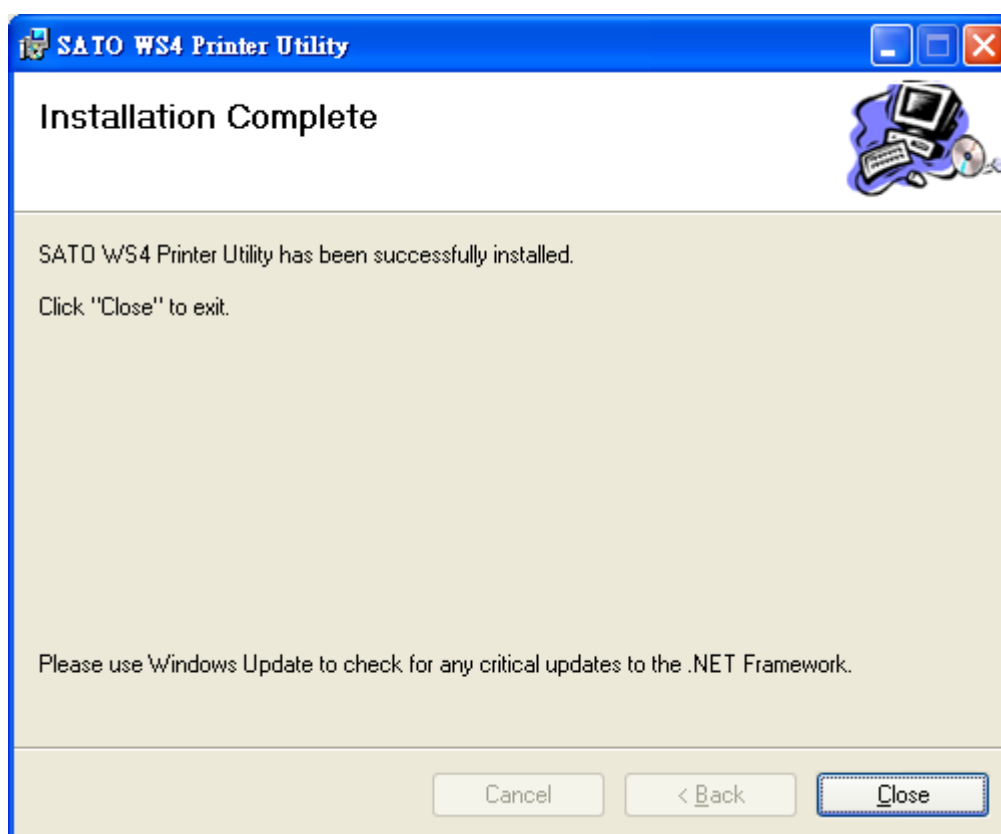 SATO WS4 Printer Utility
Installation Complete
SATO WS4 Printer Utility has been successfully installed.
Click "Close" to exit.
Please use Windows Update to check for any critical updates to the .NET Framework.
Cancel
< Back
Close